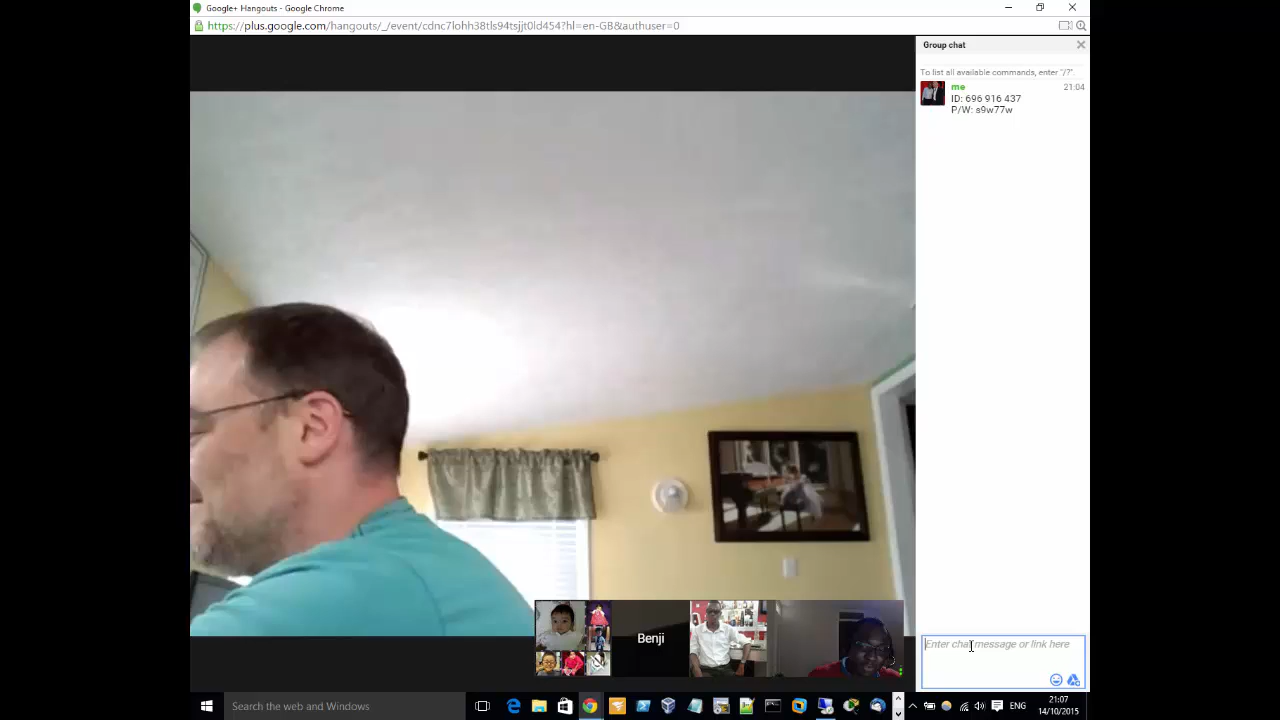 Google+ Hangouts - Google Chrome
https://plus.google.com/hangouts/_/event/cdnc7lohh38tls94tsjjt0ld454?hl=en-GB&authuser=0
Group chat
To list all available commands, enter "/?".
me 21:04
ID: 696 916 437
P/W: s9w77w
Benji
Enter chat message or link here
Search the web and Windows
ENG
21:07
14/10/2015